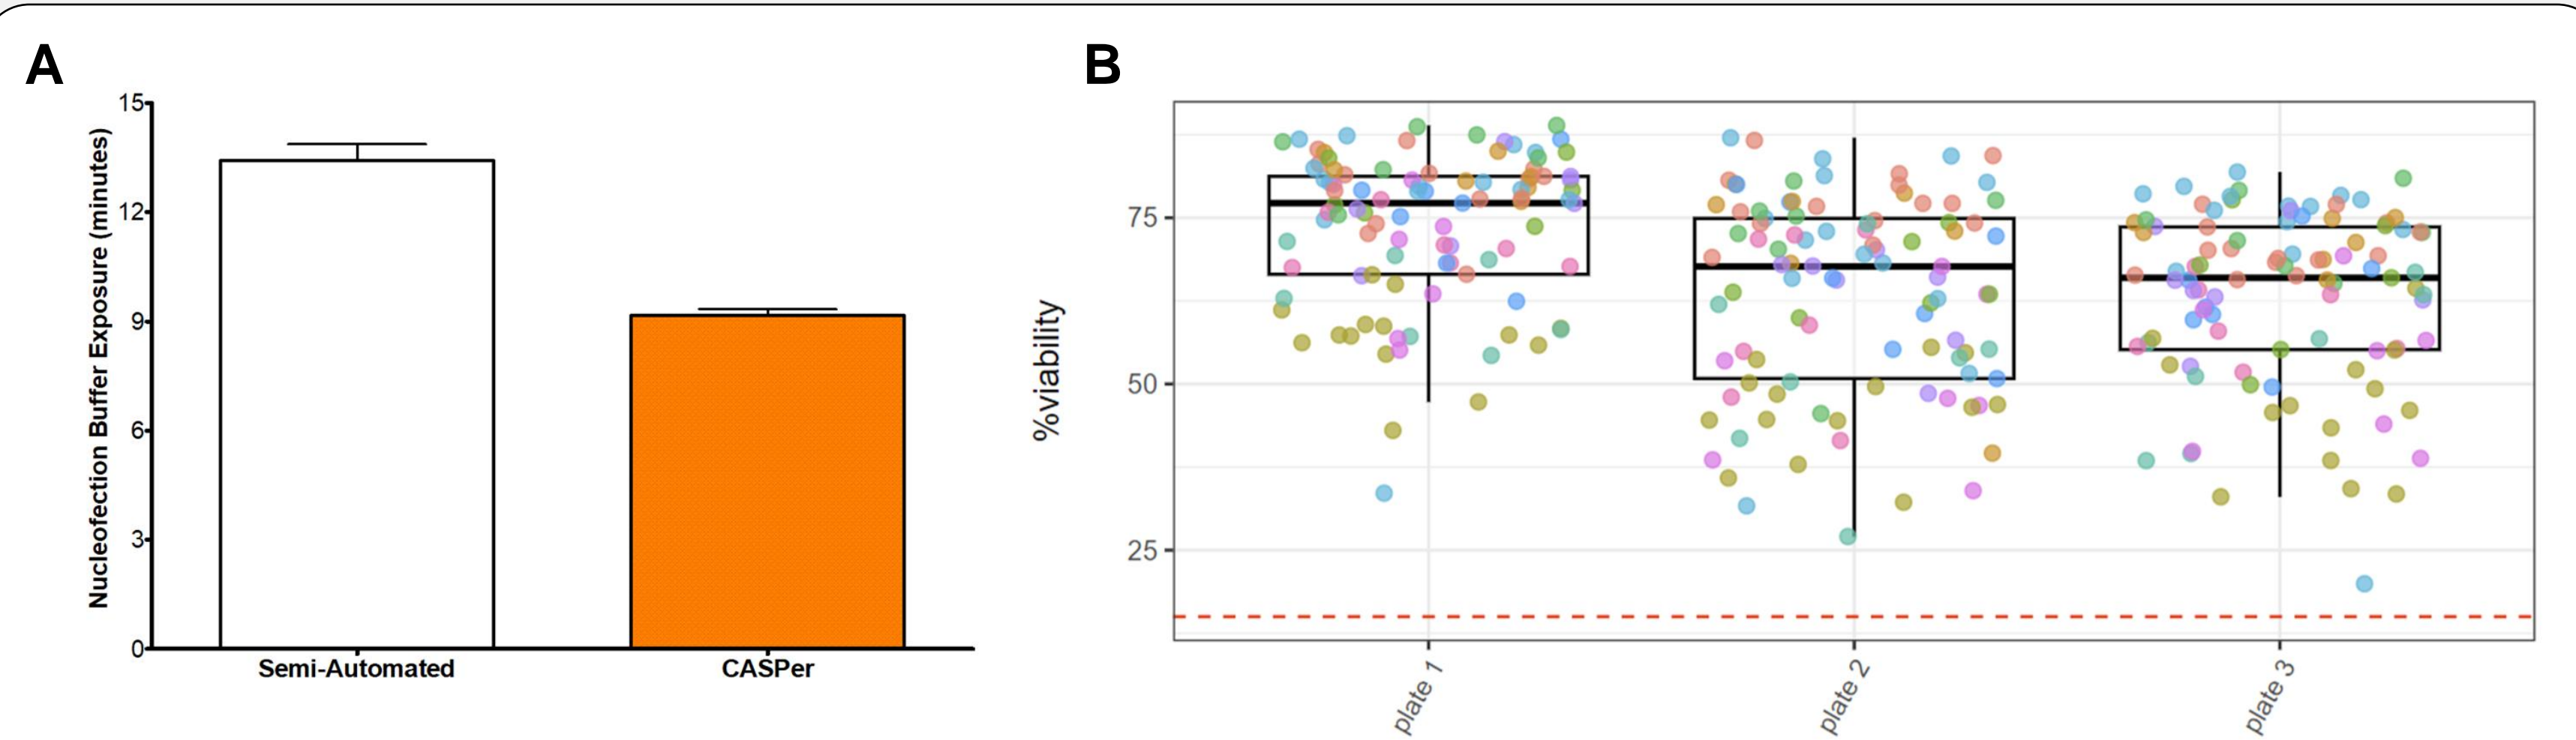 A
Nucleofection Buffer Exposure (minutes)
15
12
9
6
3
0
Semi-Automated
CASPer
B
%viability
75
50
25
plate 1
plate 2
plate 3